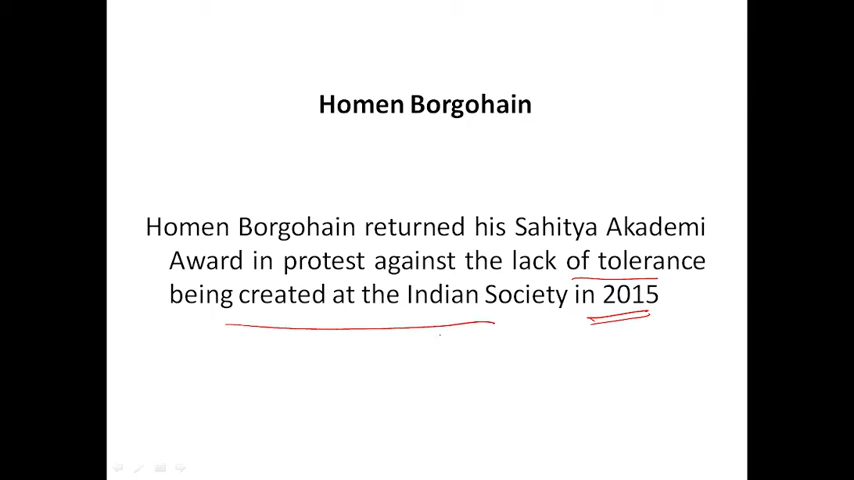 Homen Borgohain
Homen Borgohain returned his Sahitya Akademi
Award in protest against the lack of tolerance
being created at the Indian Society in 2015